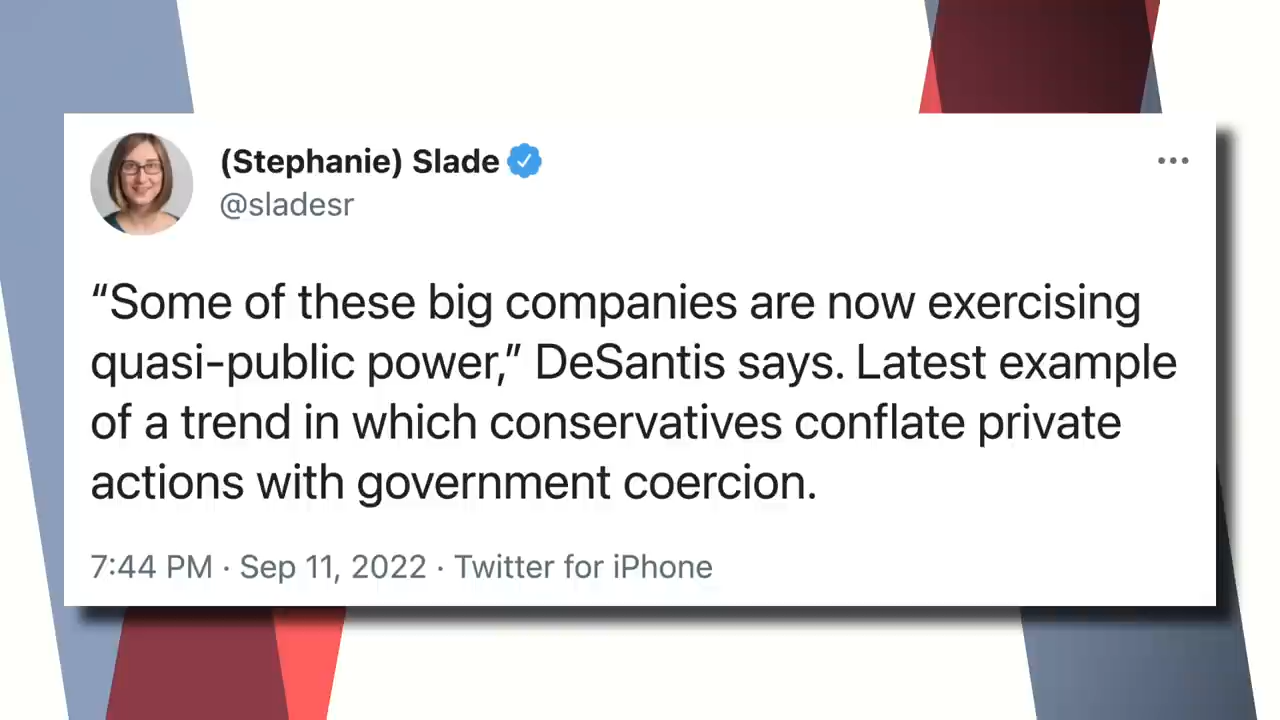 (Stephanie) Slade
@sladesr
“Some of these big companies are now exercising
quasi-public power,” DeSantis says. Latest example
of a trend in which conservatives conflate private
actions with government coercion.
7:44 PM · Sep 11, 2022 · Twitter for iPhone